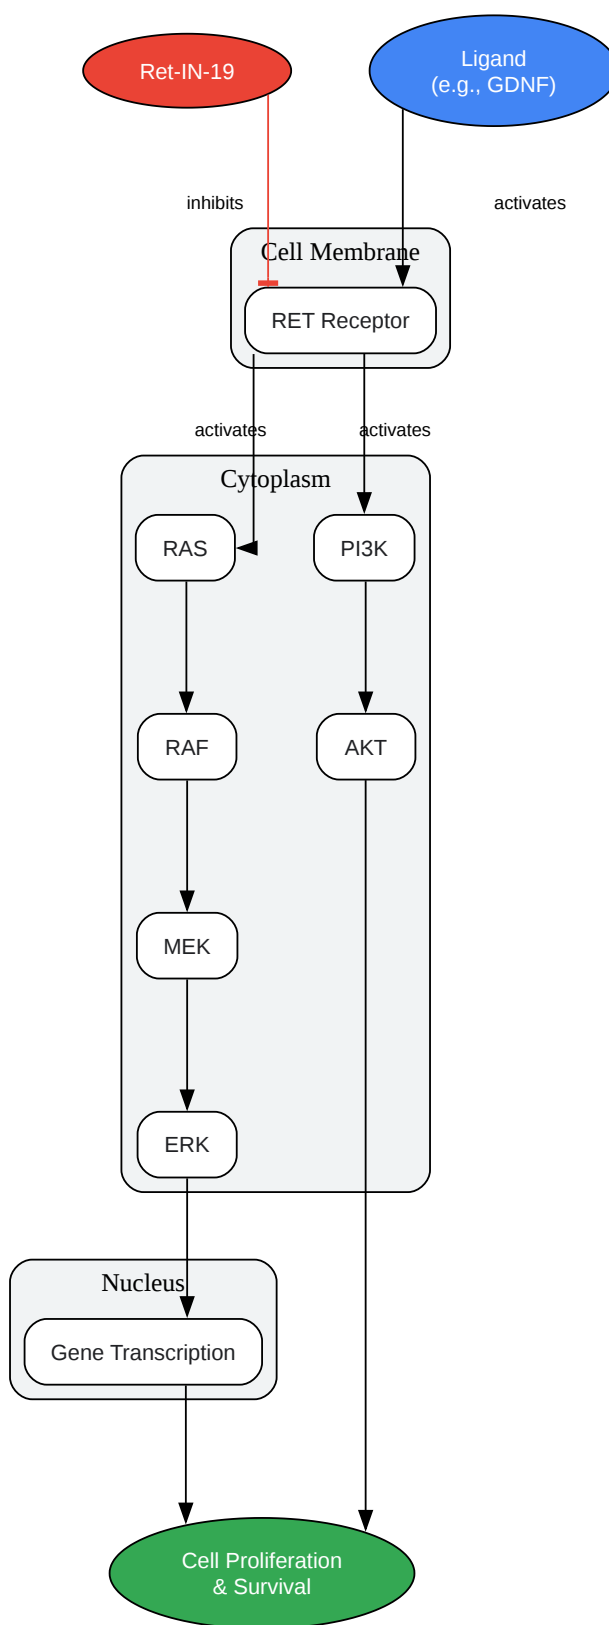 Ret-IN-19
Ligand
(e.g., GDNF)
inhibits
activates
Cell Membrane
RET Receptor
activates
activates
Cytoplasm
RAS
PI3K
RAF
AKT
MEK
ERK
Nucleus
Gene Transcription
Cell Proliferation
& Survival